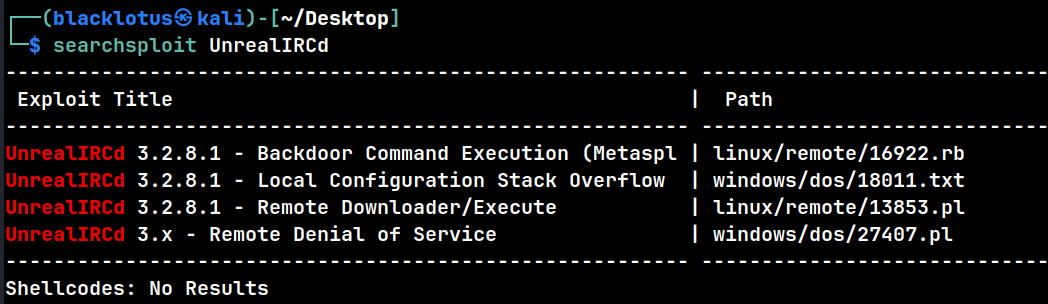 ┌──(blacklotus㉿kali)-[~/Desktop]
└─$ searchsploit UnrealIRCd
--------------------------------------------------------- -----------------------------
 Exploit Title                                           |  Path
--------------------------------------------------------- -----------------------------
UnrealIRCd 3.2.8.1 - Backdoor Command Execution (Metaspl | linux/remote/16922.rb
UnrealIRCd 3.2.8.1 - Local Configuration Stack Overflow  | windows/dos/18011.txt
UnrealIRCd 3.2.8.1 - Remote Downloader/Execute           | linux/remote/13853.pl
UnrealIRCd 3.x - Remote Denial of Service                | windows/dos/27407.pl
--------------------------------------------------------- -----------------------------
Shellcodes: No Results